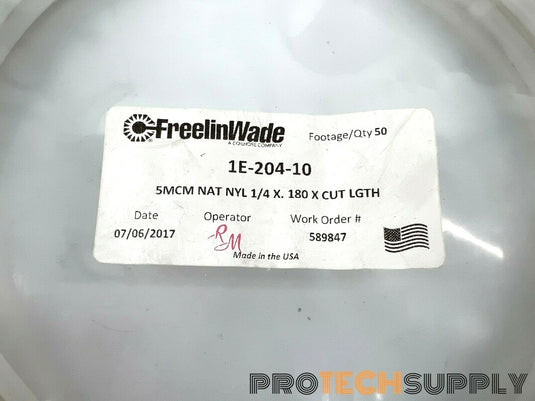 FreelinWade
A COILHOSE COMPANY
Footage/Qty 50
1E-204-10
5MCM NAT NYL 1/4 X. 180 X CUT LGTH
Date Operator Work Order #
07/06/2017 RM 589847
Made in the USA
PROTECHSUPPLY